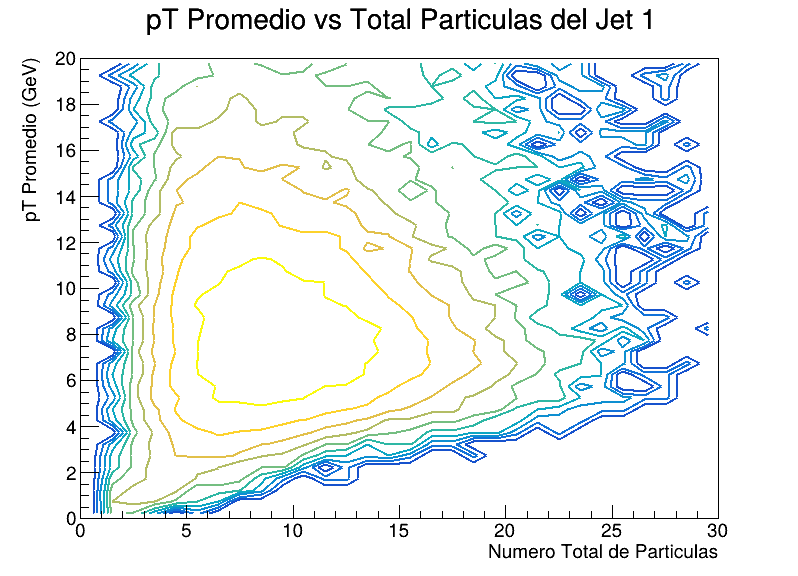 pT Promedio vs Total Particulas del Jet 1
pT Promedio (GeV)
20
18
16
14
12
10
8
6
4
2
0
0 5 10 15 20 25 30
Numero Total de Particulas